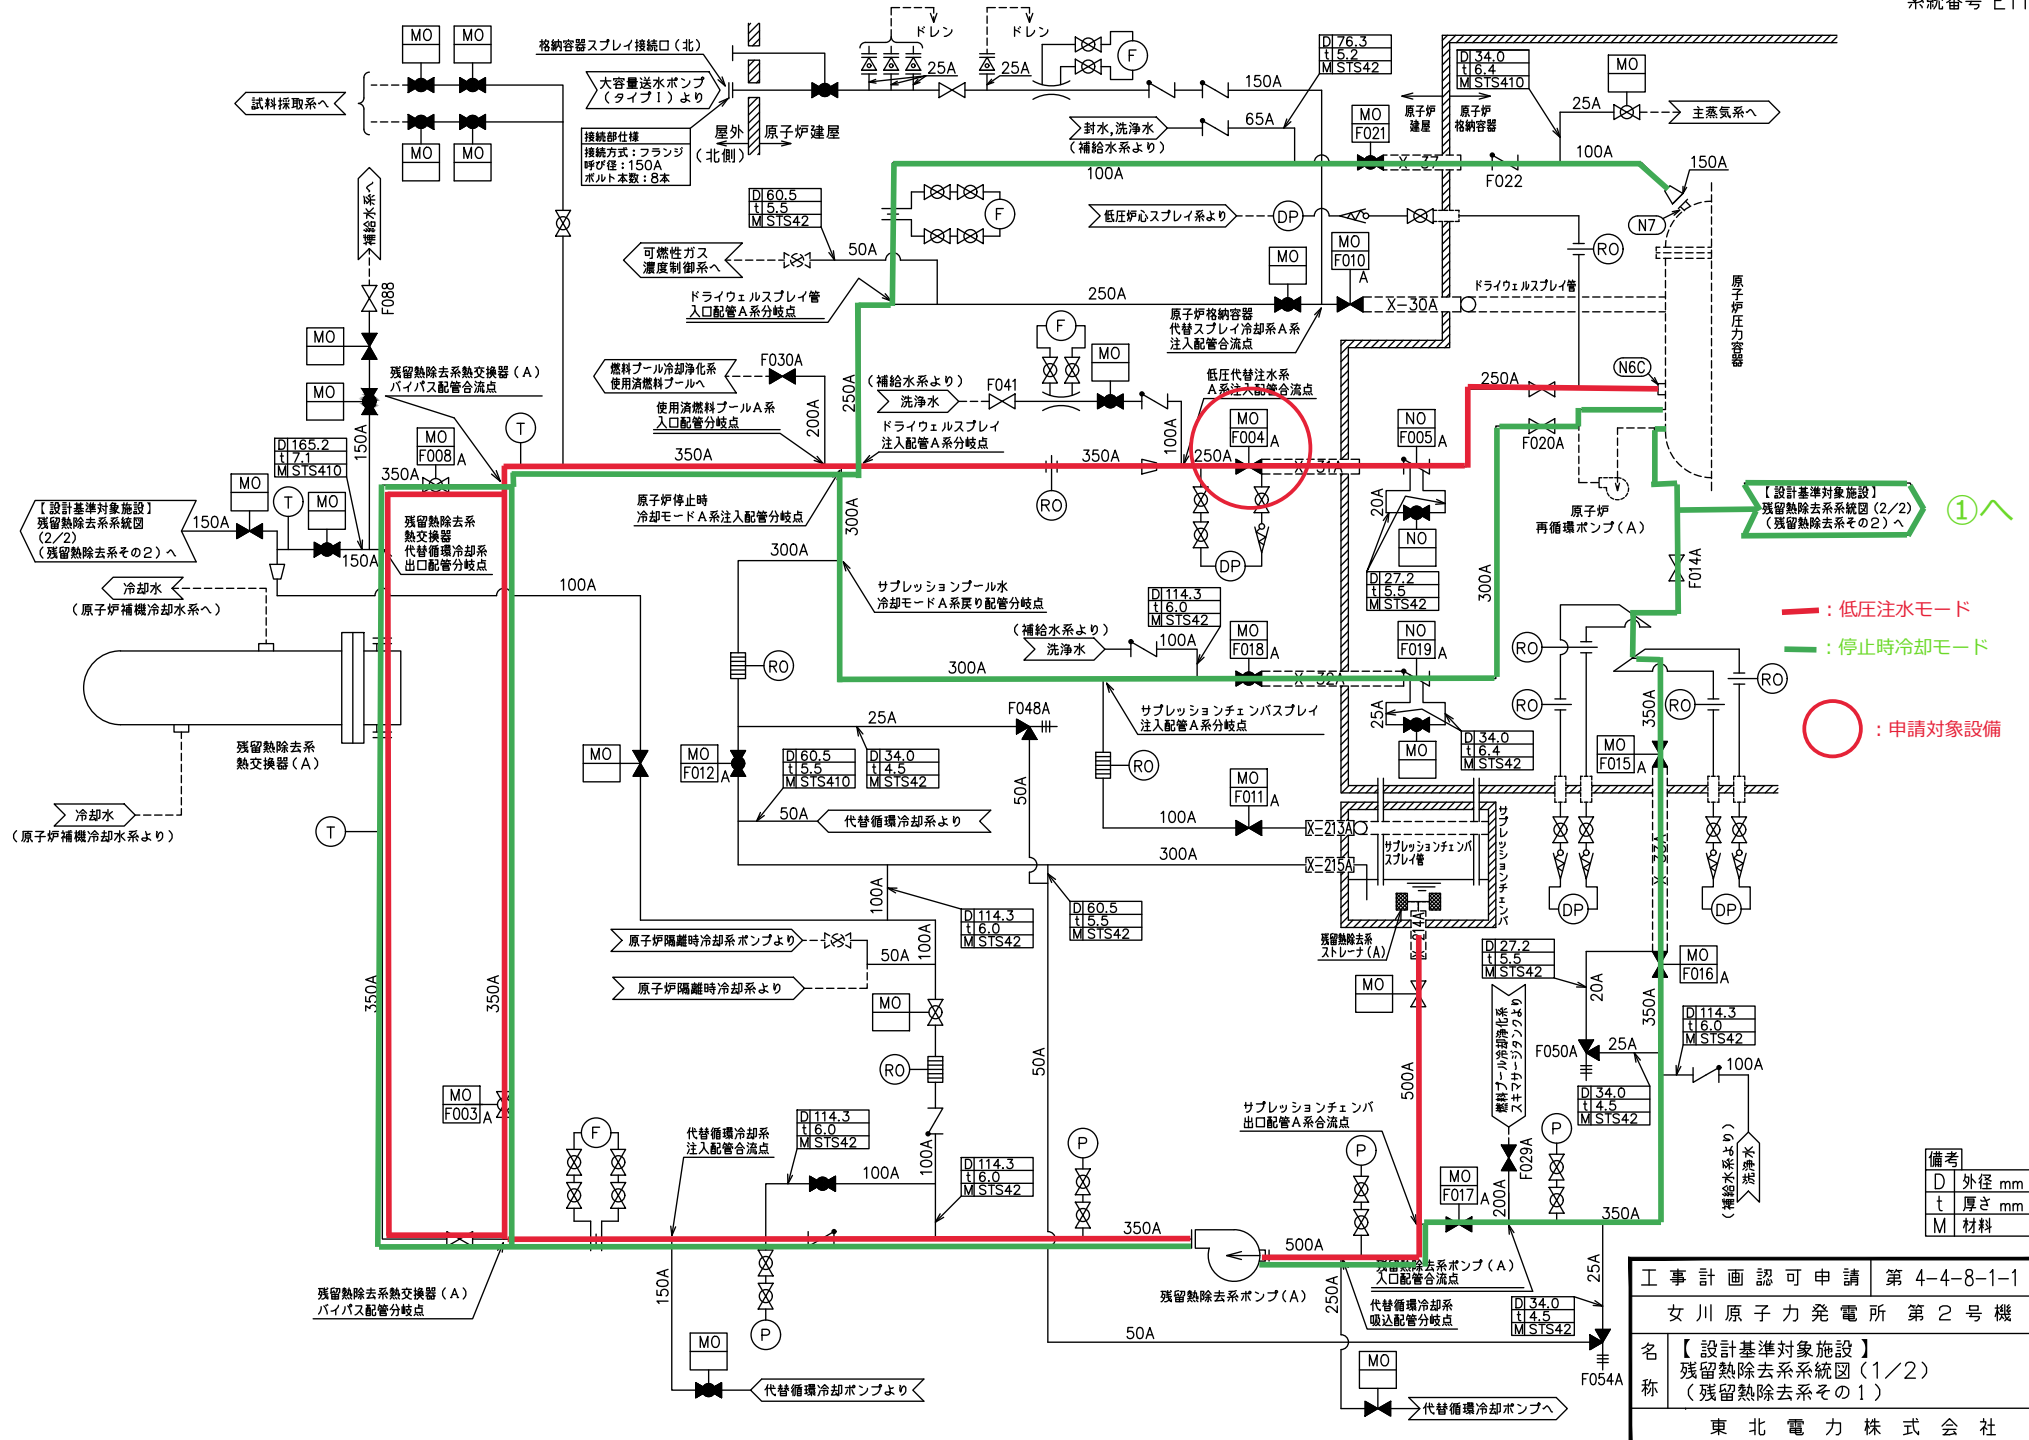 系統番号 E11
MO
MO
試料採取系へ
MO
MO
格納容器スプレイ接続口(北)
大容量送水ポンプ
(タイプⅠ)より
接続部仕様
接続方式:フランジ
呼び径:150A
ボルト本数:8本
屋外
原子炉建屋
(北側)
ドレン
ドレン
25A
25A
F
150A
D 76.3
t 5.2
M STS42
65A
封水,洗浄水
(補給水系より)
MO
F021
原子炉
建屋
原子炉
格納容器
D 34.0
t 6.4
M STS410
MO
25A
主蒸気系へ
X-37
F022
100A
100A
150A
N7
補給水系へ
F088
MO
MO
D 60.5
t 5.5
M STS42
50A
F
可燃性ガス
濃度制御系へ
ドライウェルスプレイ管
入口配管A系分岐点
低圧炉心スプレイ系より
DP
RO
MO
MO
F010
A
250A
X-30A
ドライウェルスプレイ管
原子炉圧力容器
原子炉格納容器
代替スプレイ冷却系A系
注入配管合流点
残留熱除去系熱交換器(A)
バイパス配管合流点
燃料プール冷却浄化系
使用済燃料プールへ
F030A
使用済燃料プールA系
入口配管分岐点
200A
250A
(補給水系より)
洗浄水
F041
F
MO
低圧代替注水系
A系注入配管合流点
N6C
250A
ドライウェルスプレイ
注入配管A系分岐点
100A
MO
F004
A
250A
X-31A
NO
F005
A
F020A
T
150A
D 165.2
t 7.1
M STS410
MO
F008
A
350A
350A
350A
RO
原子炉停止時
冷却モードA系注入配管分岐点
300A
20A
NO
DP
D 27.2
t 5.5
M STS42
原子炉
再循環ポンプ(A)
【設計基準対象施設】
残留熱除去系系統図(2/2)
(残留熱除去系その2)へ
①へ
【設計基準対象施設】
残留熱除去系系統図
(2/2)
(残留熱除去系その2)へ
150A
MO
T
MO
150A
残留熱除去系
熱交換器
代替循環冷却系
出口配管分岐点
冷却水
(原子炉補機冷却水系へ)
100A
300A
サプレッションプール水
冷却モードA系戻り配管分岐点
D 114.3
t 6.0
M STS42
(補給水系より)
洗浄水
100A
MO
F018
A
X-32A
NO
F019
A
300A
F014A
:低圧注水モード
:停止時冷却モード
:申請対象設備
RO
RO
RO
RO
RO
300A
サプレッションチェンバスプレイ
注入配管A系分岐点
25A
MO
D 34.0
t 6.4
M STS42
350A
MO
F015
A
残留熱除去系
熱交換器(A)
冷却水
(原子炉補機冷却水系より)
T
MO
MO
F012
A
25A
F048A
D 60.5
t 5.5
M STS410
D 34.0
t 4.5
M STS42
50A
50A
代替循環冷却系より
RO
MO
F011
A
100A
X-213A
300A
X-215A
サプレッションチェンバ
スプレイ管
サプレッションチェンバ
X-214A
残留熱除去系
ストレーナ(A)
X-33A
DP
DP
100A
D 114.3
t 6.0
M STS42
D 60.5
t 5.5
M STS42
原子炉隔離時冷却系ポンプより
50A
100A
原子炉隔離時冷却系より
MO
RO
350A
350A
MO
500A
D 27.2
t 5.5
M STS42
20A
MO
F016
A
350A
D 114.3
t 6.0
M STS42
F050A
25A
100A
D 34.0
t 4.5
M STS42
燃料プール冷却浄化系
スキマサージタンクより
F029A
200A
P
(補給水系より)
洗浄水
MO
F003
A
F
代替循環冷却系
注入配管合流点
D 114.3
t 6.0
M STS42
100A
100A
D 114.3
t 6.0
M STS42
50A
P
サプレッションチェンバ
出口配管A系合流点
P
MO
F017
A
350A
350A
500A
残留熱除去系ポンプ(A)
残留熱除去系ポンプ(A)
入口配管合流点
250A
代替循環冷却系
吸込配管分岐点
25A
D 34.0
t 4.5
M STS42
残留熱除去系熱交換器(A)
バイパス配管分岐点
150A
P
50A
F054A
MO
代替循環冷却ポンプより
MO
代替循環冷却ポンプへ
備考
D 外径 mm
t 厚さ mm
M 材料
工事計画認可申請 第 4-4-8-1-1
女川原子力発電所 第2号機
名称
【設計基準対象施設】
残留熱除去系系統図(1/2)
(残留熱除去系その1)
東北電力株式会社